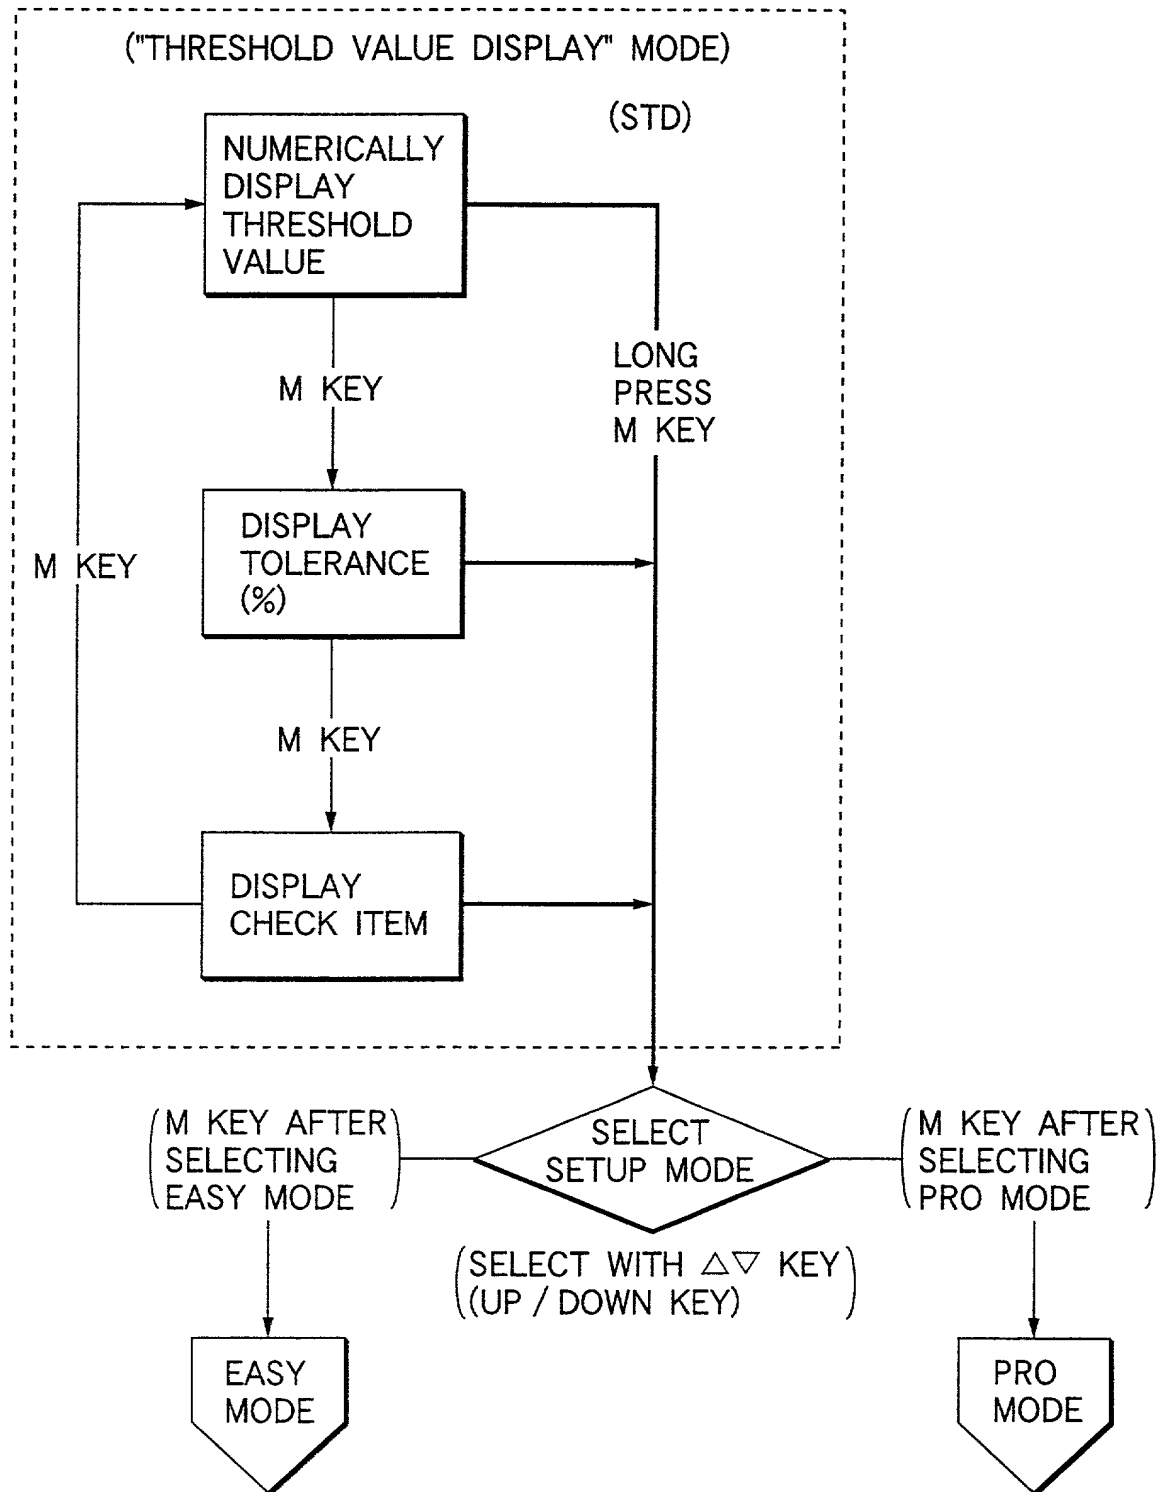 ("THRESHOLD VALUE DISPLAY" MODE)
(STD)
NUMERICALLY
DISPLAY
THRESHOLD
VALUE
LONG
PRESS
M KEY
M KEY
DISPLAY
TOLERANCE
(%)
M KEY
M KEY
DISPLAY
CHECK ITEM
(M KEY AFTER
SELECTING
EASY MODE)
SELECT
SETUP MODE
(M KEY AFTER
SELECTING
PRO MODE)
(SELECT WITH △▽ KEY
(UP / DOWN KEY))
EASY
MODE
PRO
MODE